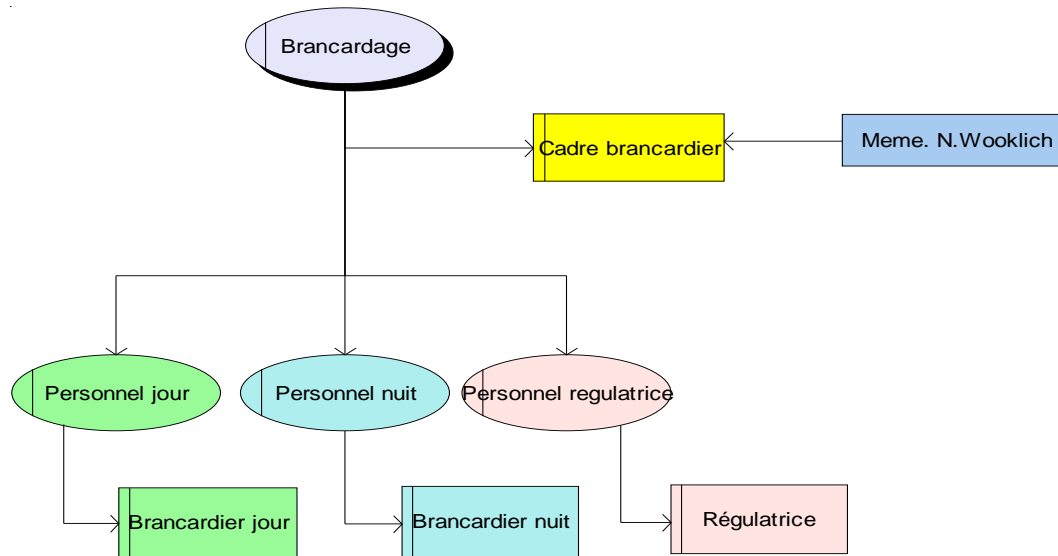 Brancardage
Cadre brancardier
Meme. N.Wooklich
Personnel jour
Personnel nuit
Personnel regulatrice
Brancardier jour
Brancardier nuit
Régulatrice